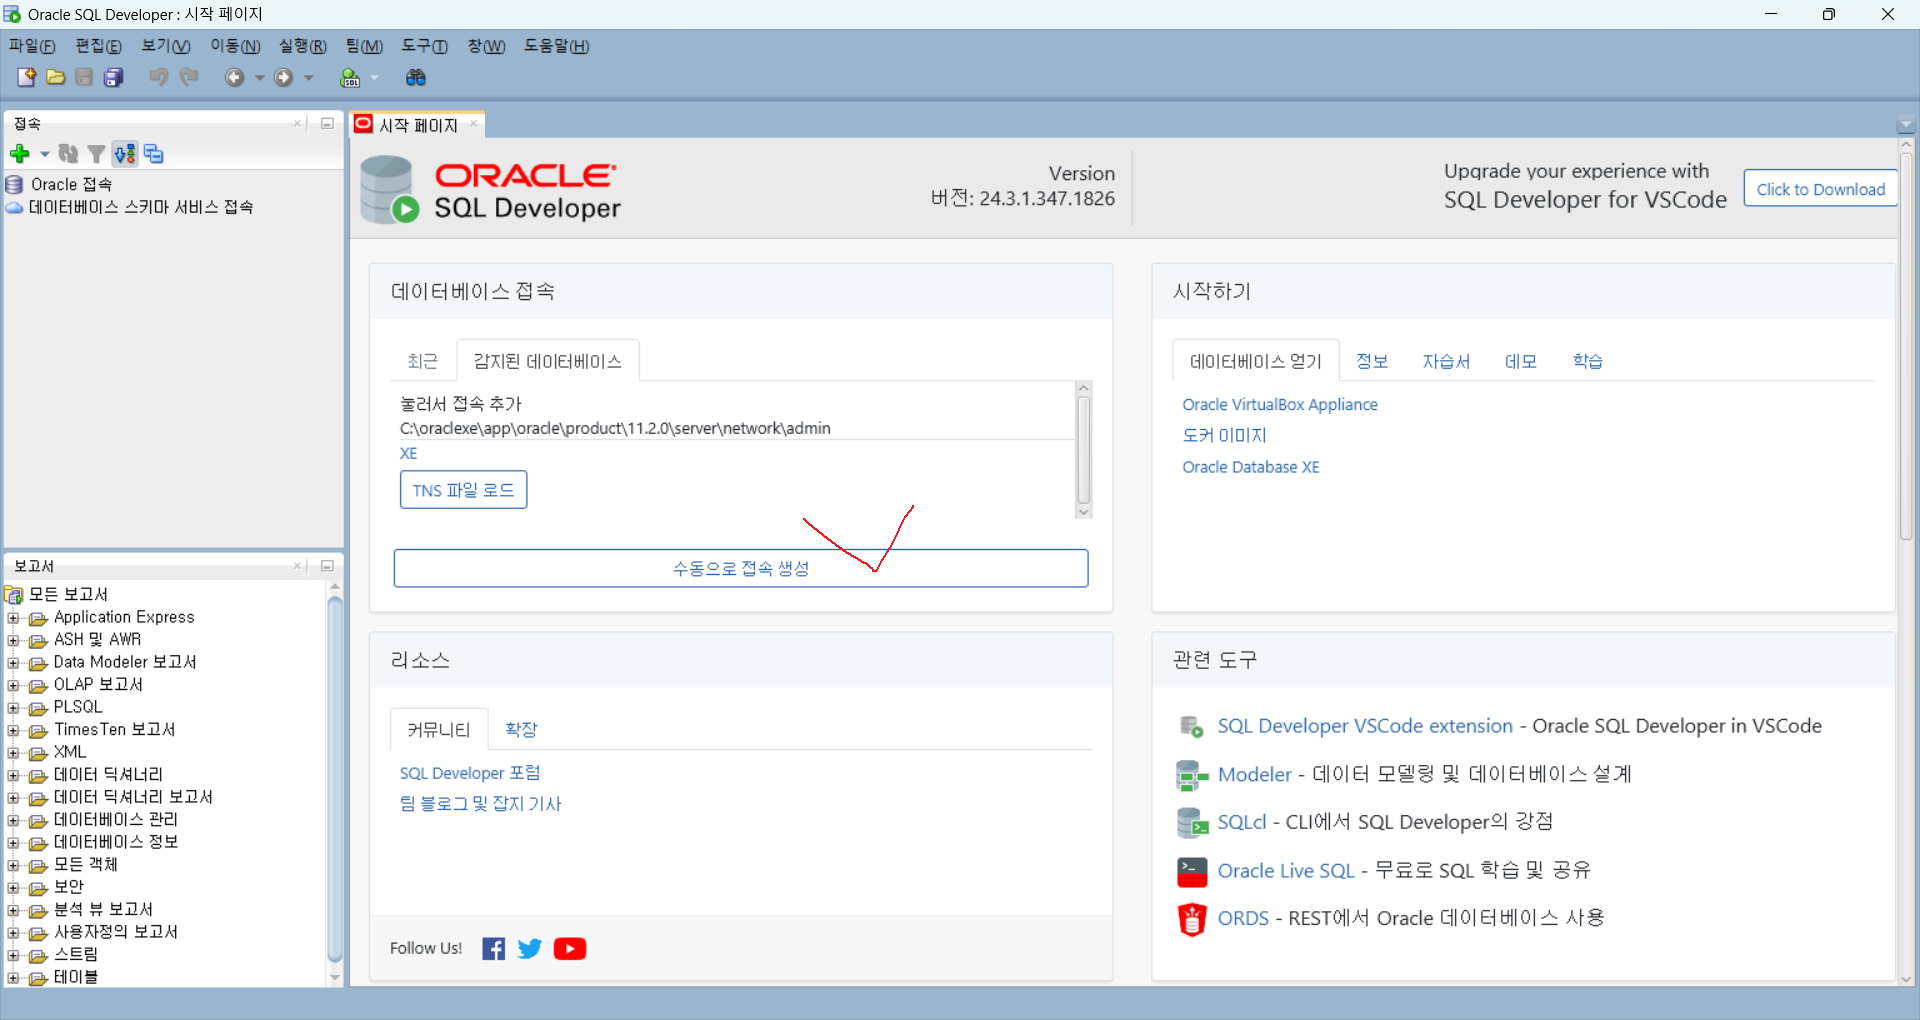 Oracle SQL Developer : 시작 페이지
파일(F) 편집(E) 보기(V) 이동(N) 실행(R) 팀(M) 도구(T) 창(W) 도움말(H)
접속
Oracle 접속
데이터베이스 스키마 서비스 접속
보고서
모든 보고서
Application Express
ASH 및 AWR
Data Modeler 보고서
OLAP 보고서
PLSQL
TimesTen 보고서
XML
데이터 딕셔너리
데이터 딕셔너리 보고서
데이터베이스 관리
데이터베이스 정보
모든 객체
보안
분석 뷰 보고서
사용자정의 보고서
스트림
테이블
시작 페이지
ORACLE
SQL Developer
Version
버전: 24.3.1.347.1826
Upgrade your experience with
SQL Developer for VSCode
Click to Download
데이터베이스 접속
최근 감지된 데이터베이스
눌러서 접속 추가
C:\oraclexe\app\oracle\product\11.2.0\server\network\admin
XE
TNS 파일 로드
수동으로 접속 생성
시작하기
데이터베이스 얻기 정보 자습서 데모 학습
Oracle VirtualBox Appliance
도커 이미지
Oracle Database XE
리소스
커뮤니티 확장
SQL Developer 포럼
팀 블로그 및 잡지 기사
Follow Us!
관련 도구
SQL Developer VSCode extension - Oracle SQL Developer in VSCode
Modeler - 데이터 모델링 및 데이터베이스 설계
SQLcl - CLI에서 SQL Developer의 강점
Oracle Live SQL - 무료로 SQL 학습 및 공유
ORDS - REST에서 Oracle 데이터베이스 사용